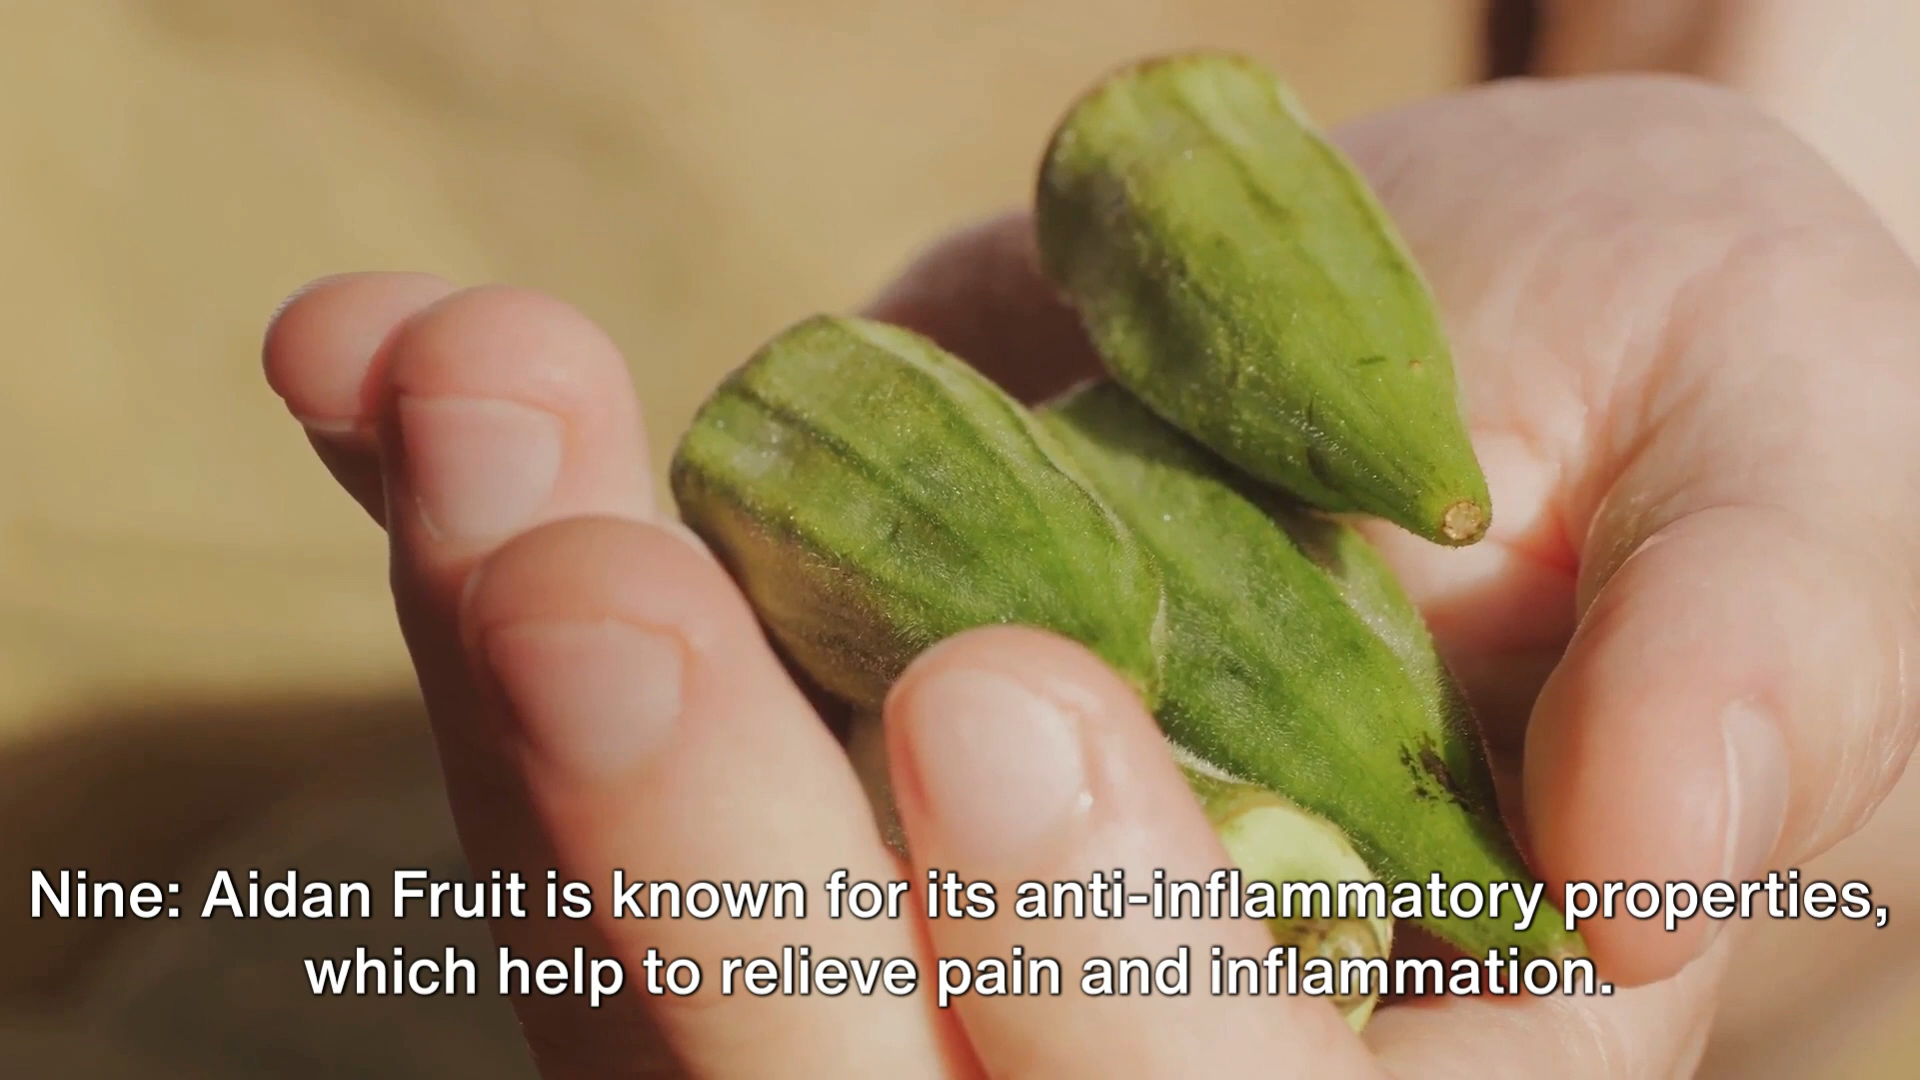 Nine: Aidan Fruit is known for its anti-inflammatory properties,
which help to relieve pain and inflammation.